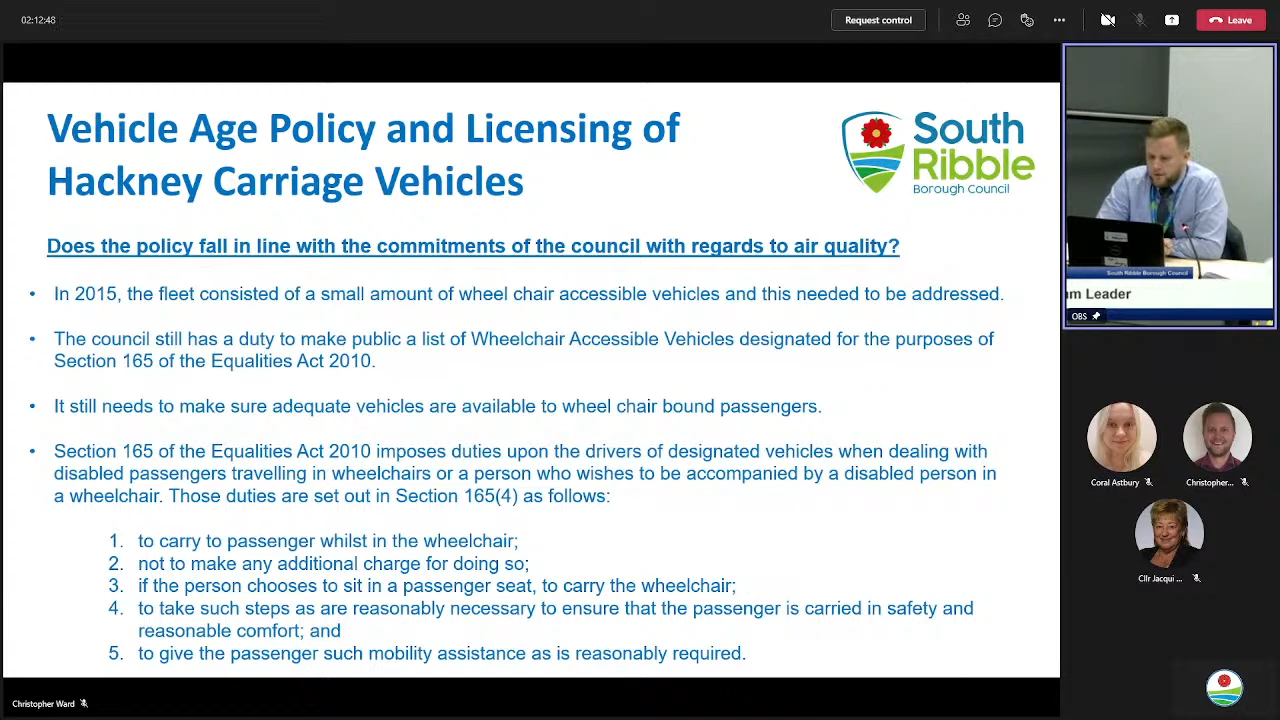 02:12:48
Request control
Leave
Vehicle Age Policy and Licensing of
Hackney Carriage Vehicles
South
Ribble
Borough Council
Does the policy fall in line with the commitments of the council with regards to air quality?
• In 2015, the fleet consisted of a small amount of wheel chair accessible vehicles and this needed to be addressed.
• The council still has a duty to make public a list of Wheelchair Accessible Vehicles designated for the purposes of
Section 165 of the Equalities Act 2010.
• It still needs to make sure adequate vehicles are available to wheel chair bound passengers.
• Section 165 of the Equalities Act 2010 imposes duties upon the drivers of designated vehicles when dealing with
disabled passengers travelling in wheelchairs or a person who wishes to be accompanied by a disabled person in
a wheelchair. Those duties are set out in Section 165(4) as follows:
1. to carry to passenger whilst in the wheelchair;
2. not to make any additional charge for doing so;
3. if the person chooses to sit in a passenger seat, to carry the wheelchair;
4. to take such steps as are reasonably necessary to ensure that the passenger is carried in safety and
reasonable comfort; and
5. to give the passenger such mobility assistance as is reasonably required.
South Ribble Borough Council
am Leader
OBS
Coral Astbury
Christopher...
Cllr Jacqui ...
Christopher Ward